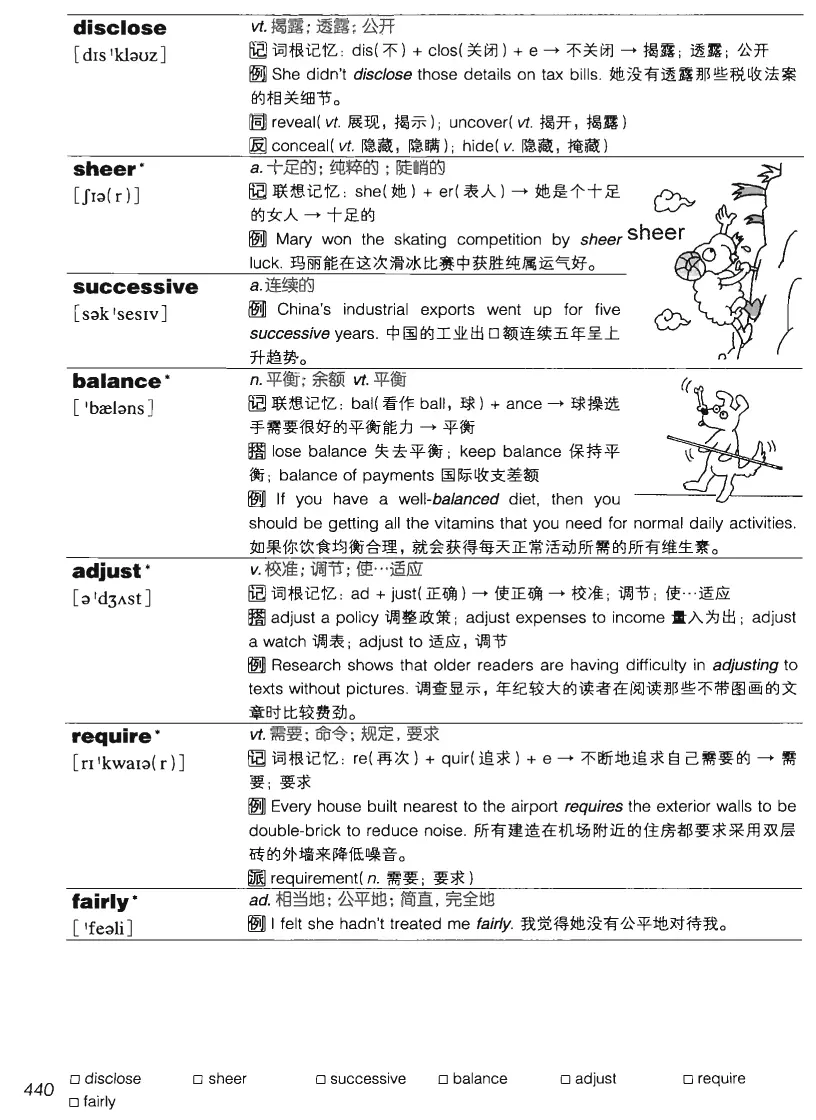 disclose
[dɪsˈkləʊz]
vt. 揭露；透露；公开
记 词根记忆：dis(不) + clos(关闭) + e → 不关闭 → 揭露；透露；公开
例 She didn't disclose those details on tax bills. 她没有透露那些税收法案
的相关细节。
同 reveal( vt. 展现，揭示)；uncover( vt. 揭开，揭露)
反 conceal( vt. 隐藏，隐瞒)；hide( v. 隐藏，掩藏)
sheer*
[ʃɪə(r)]
a. 十足的；纯粹的；陡峭的
记 联想记忆：she(她) + er(表人) → 她是个十足
的女人 → 十足的
例 Mary won the skating competition by sheer
luck. 玛丽能在这次滑冰比赛中获胜纯属运气好。
sheer
successive
[səkˈsesɪv]
a. 连续的
例 China's industrial exports went up for five
successive years. 中国的工业出口额连续五年呈上
升趋势。
balance*
[ˈbæləns]
n. 平衡；余额 vt. 平衡
记 联想记忆：bal(看作 ball，球) + ance → 球操选
手需要很好的平衡能力 → 平衡
搭 lose balance 失去平衡；keep balance 保持平
衡；balance of payments 国际收支差额
例 If you have a well-balanced diet, then you
should be getting all the vitamins that you need for normal daily activities.
如果你饮食均衡合理，就会获得每天正常活动所需的所有维生素。
adjust*
[əˈdʒʌst]
v. 校准；调节；使…适应
记 词根记忆：ad + just(正确) → 使正确 → 校准；调节；使…适应
搭 adjust a policy 调整政策；adjust expenses to income 量入为出；adjust
a watch 调表；adjust to 适应，调节
例 Research shows that older readers are having difficulty in adjusting to
texts without pictures. 调查显示，年纪较大的读者在阅读那些不带图画的文
章时比较费劲。
require*
[rɪˈkwaɪə(r)]
vt. 需要；命令；规定，要求
记 词根记忆：re(再次) + quir(追求) + e → 不断地追求自己需要的 → 需
要；要求
例 Every house built nearest to the airport requires the exterior walls to be
double-brick to reduce noise. 所有建造在机场附近的住房都要求采用双层
砖的外墙来降低噪音。
派 requirement( n. 需要；要求)
fairly*
[ˈfeəli]
ad. 相当地；公平地；简直，完全地
例 I felt she hadn't treated me fairly. 我觉得她没有公平地对待我。
440
□ disclose □ sheer □ successive □ balance □ adjust □ require
□ fairly